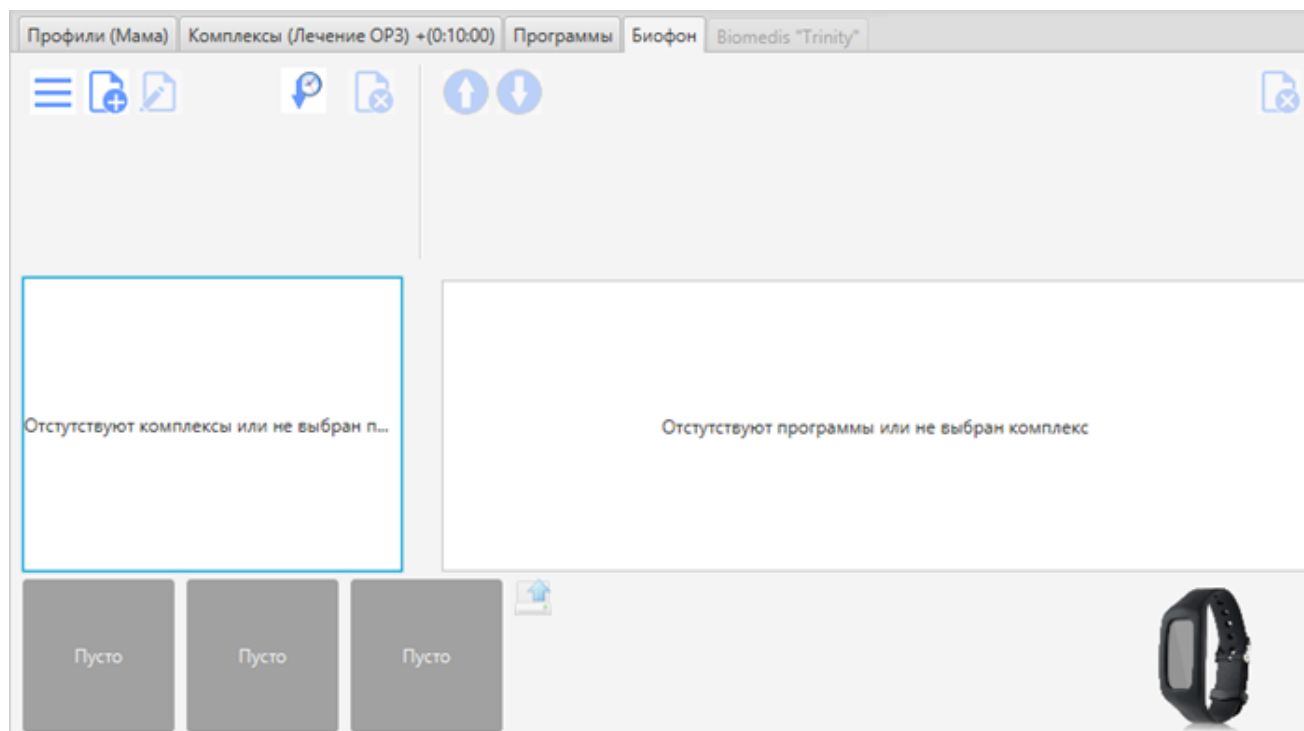 Профили (Мама) Комплексы (Лечение ОРЗ) +(0:10:00) Программы Биофон Biomedis "Trinity"
Отстутствуют комплексы или не выбран п...
Отстутствуют программы или не выбран комплекс
Пусто Пусто Пусто